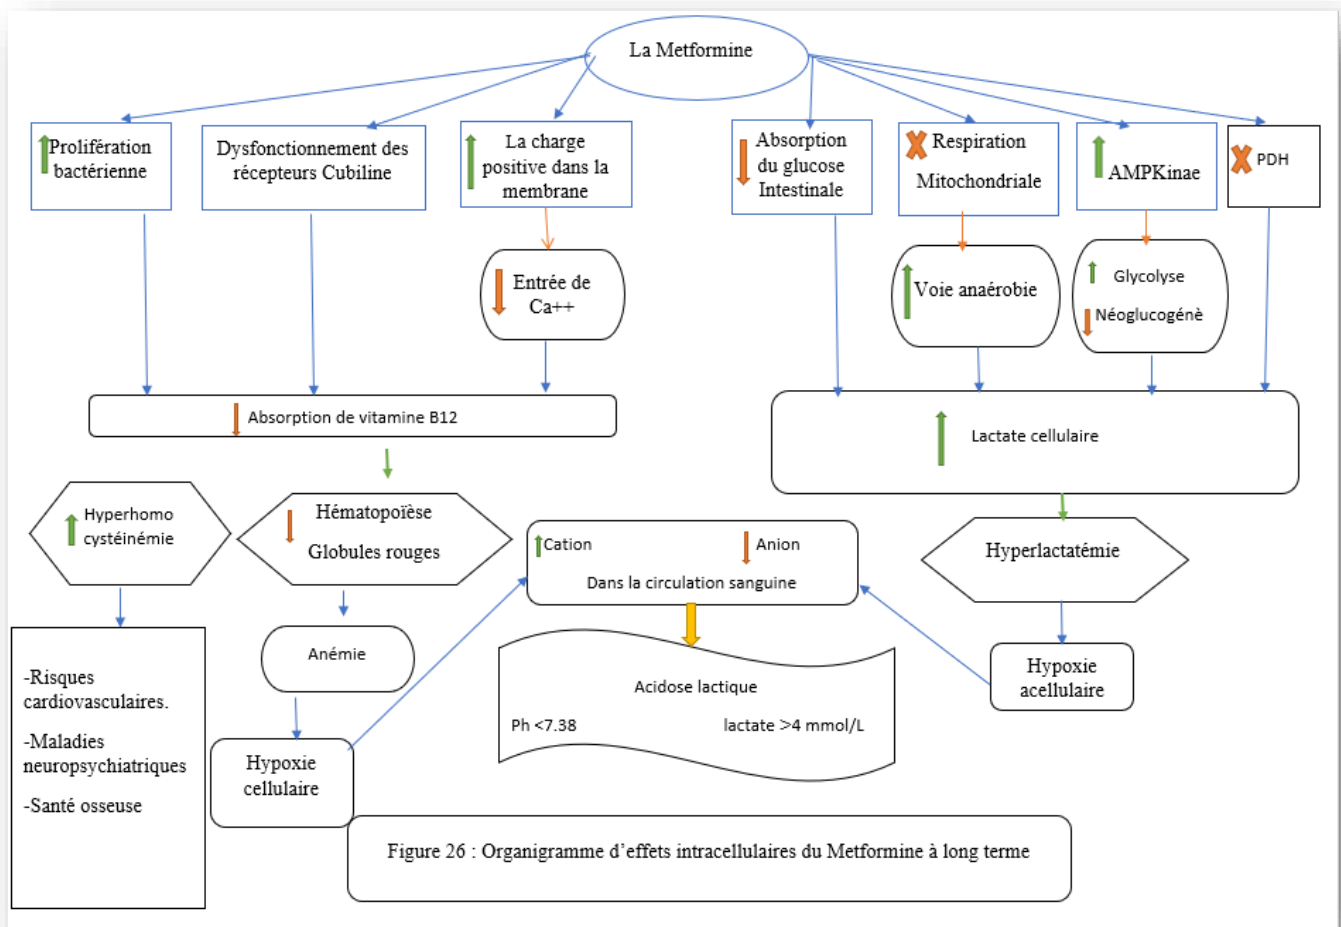 La Metformine
Prolifération
bactérienne
Dysfonctionnement des
récepteurs Cubiline
La charge
positive dans la
membrane
Absorption
du glucose
Intestinale
Respiration
Mitochondriale
AMPKinae
PDH
Entrée de
Ca++
Voie anaérobie
Glycolyse
Néoglucogénè
Absorption de vitamine B12
Lactate cellulaire
Hyperhomo
cystéinémie
Hématopoïèse
Globules rouges
Cation Anion
Dans la circulation sanguine
Hyperlactatémie
Anémie
Hypoxie
acellulaire
-Risques
cardiovasculaires.
-Maladies
neuropsychiatriques
-Santé osseuse
Hypoxie
cellulaire
Acidose lactique
Ph <7.38 lactate >4 mmol/L
Figure 26 : Organigramme d’effets intracellulaires du Metformine à long terme